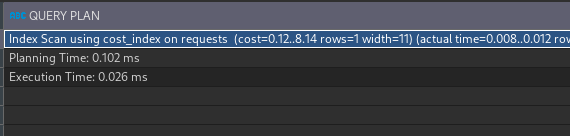 ABC QUERY PLAN
Index Scan using cost_index on requests (cost=0.12..8.14 rows=1 width=11) (actual time=0.008..0.012
Planning Time: 0.102 ms
Execution Time: 0.026 ms